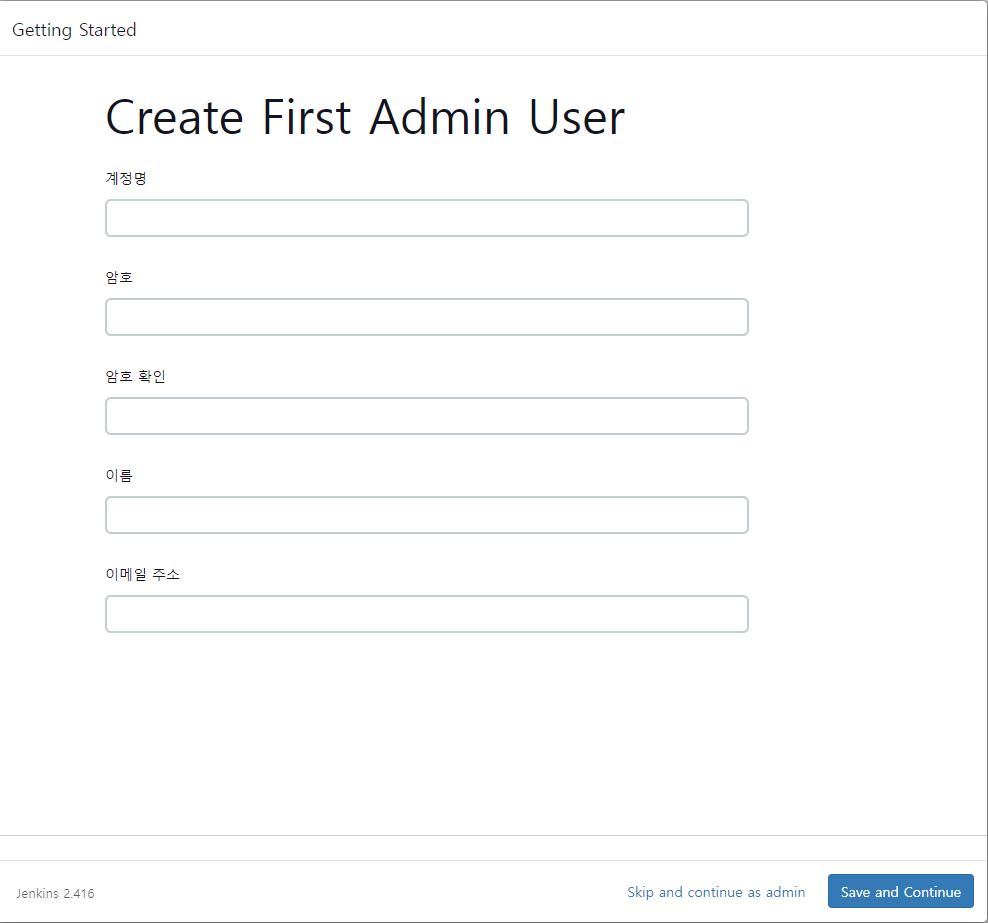 Getting Started
Create First Admin User
계정명
암호
암호 확인
이름
이메일 주소
Jenkins 2.416
Skip and continue as admin
Save and Continue